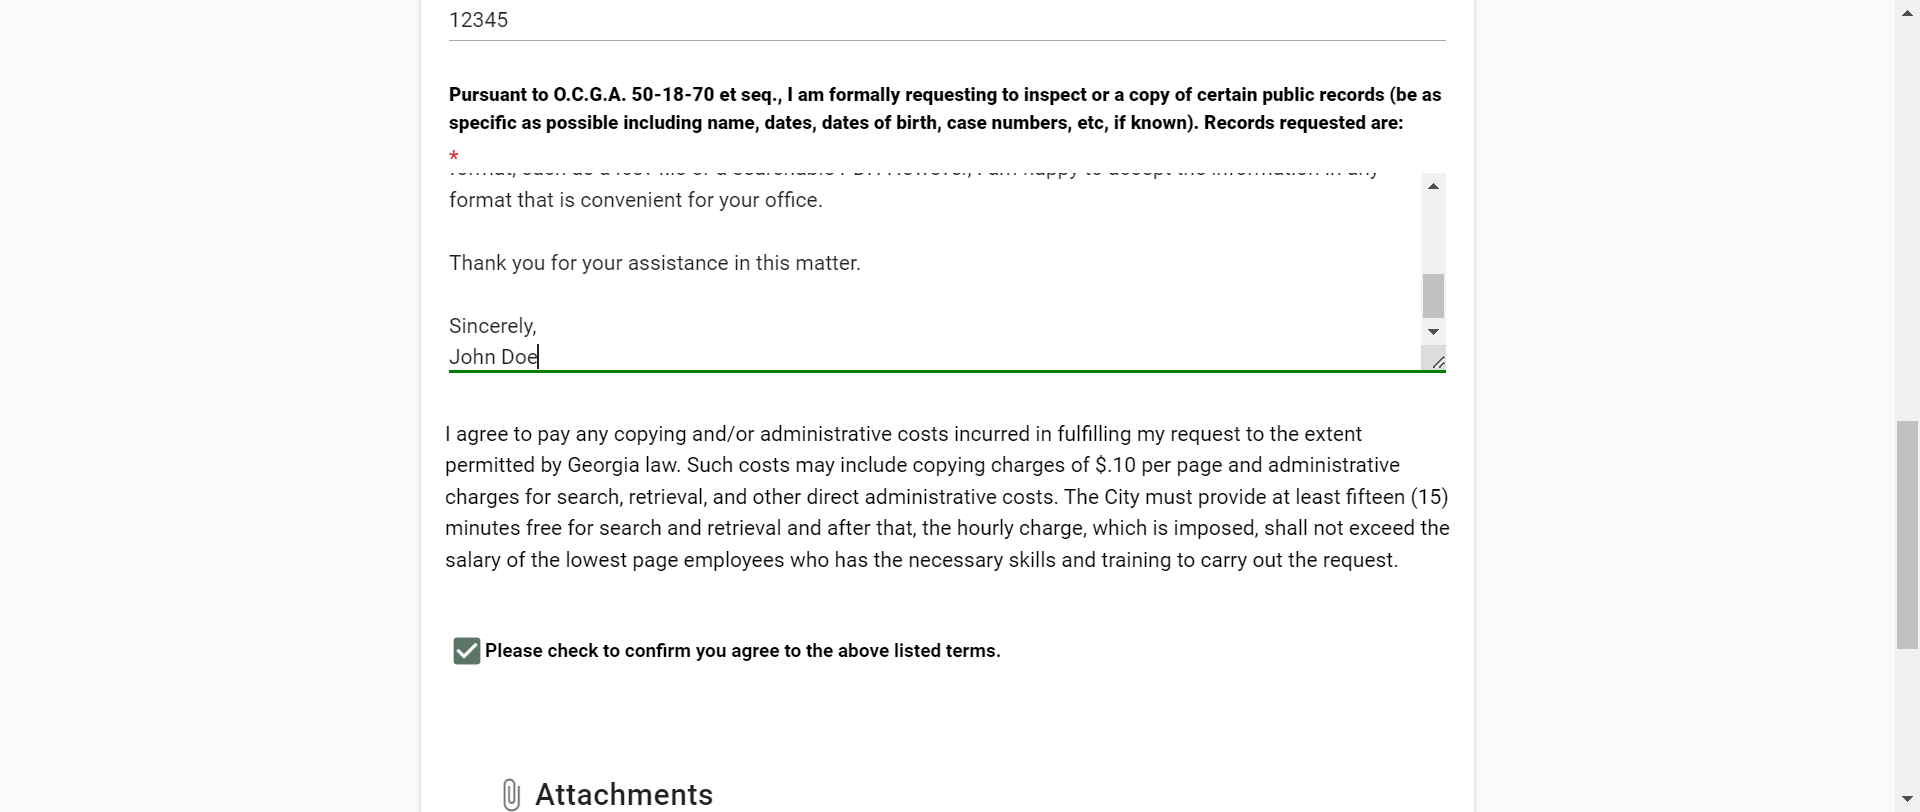 12345
Pursuant to O.C.G.A. 50-18-70 et seq., I am formally requesting to inspect or a copy of certain public records (be as
specific as possible including name, dates, dates of birth, case numbers, etc, if known). Records requested are:
*
format that is convenient for your office.
Thank you for your assistance in this matter.
Sincerely,
John Doe
I agree to pay any copying and/or administrative costs incurred in fulfilling my request to the extent
permitted by Georgia law. Such costs may include copying charges of $.10 per page and administrative
charges for search, retrieval, and other direct administrative costs. The City must provide at least fifteen (15)
minutes free for search and retrieval and after that, the hourly charge, which is imposed, shall not exceed the
salary of the lowest page employees who has the necessary skills and training to carry out the request.
Please check to confirm you agree to the above listed terms.
Attachments